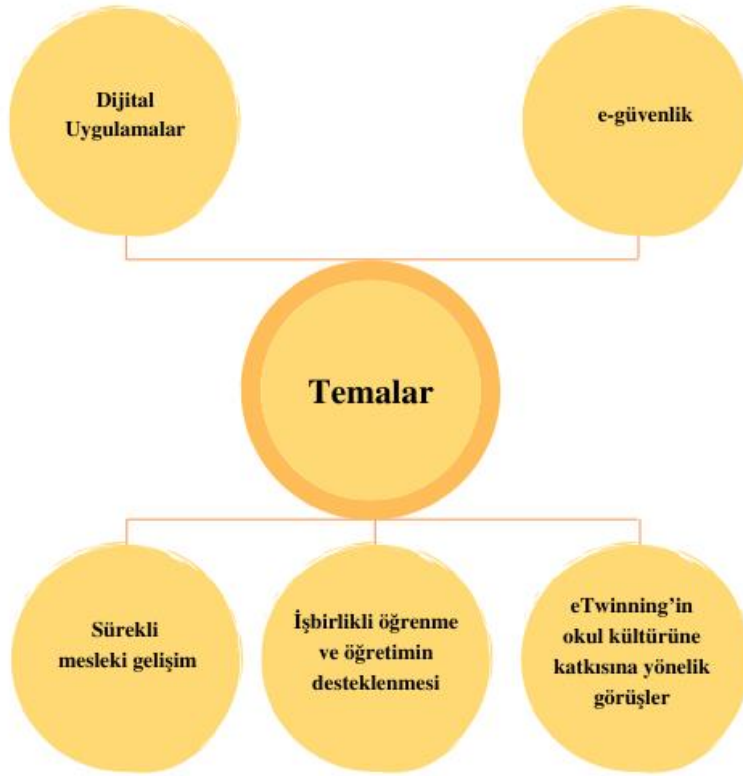 Dijital
Uygulamalar
e-güvenlik
Temalar
Sürekli
mesleki gelişim
İşbirlikli öğrenme
ve öğretimin
desteklenmesi
eTwinning’in
okul kültürüne
katkısına yönelik
görüşler